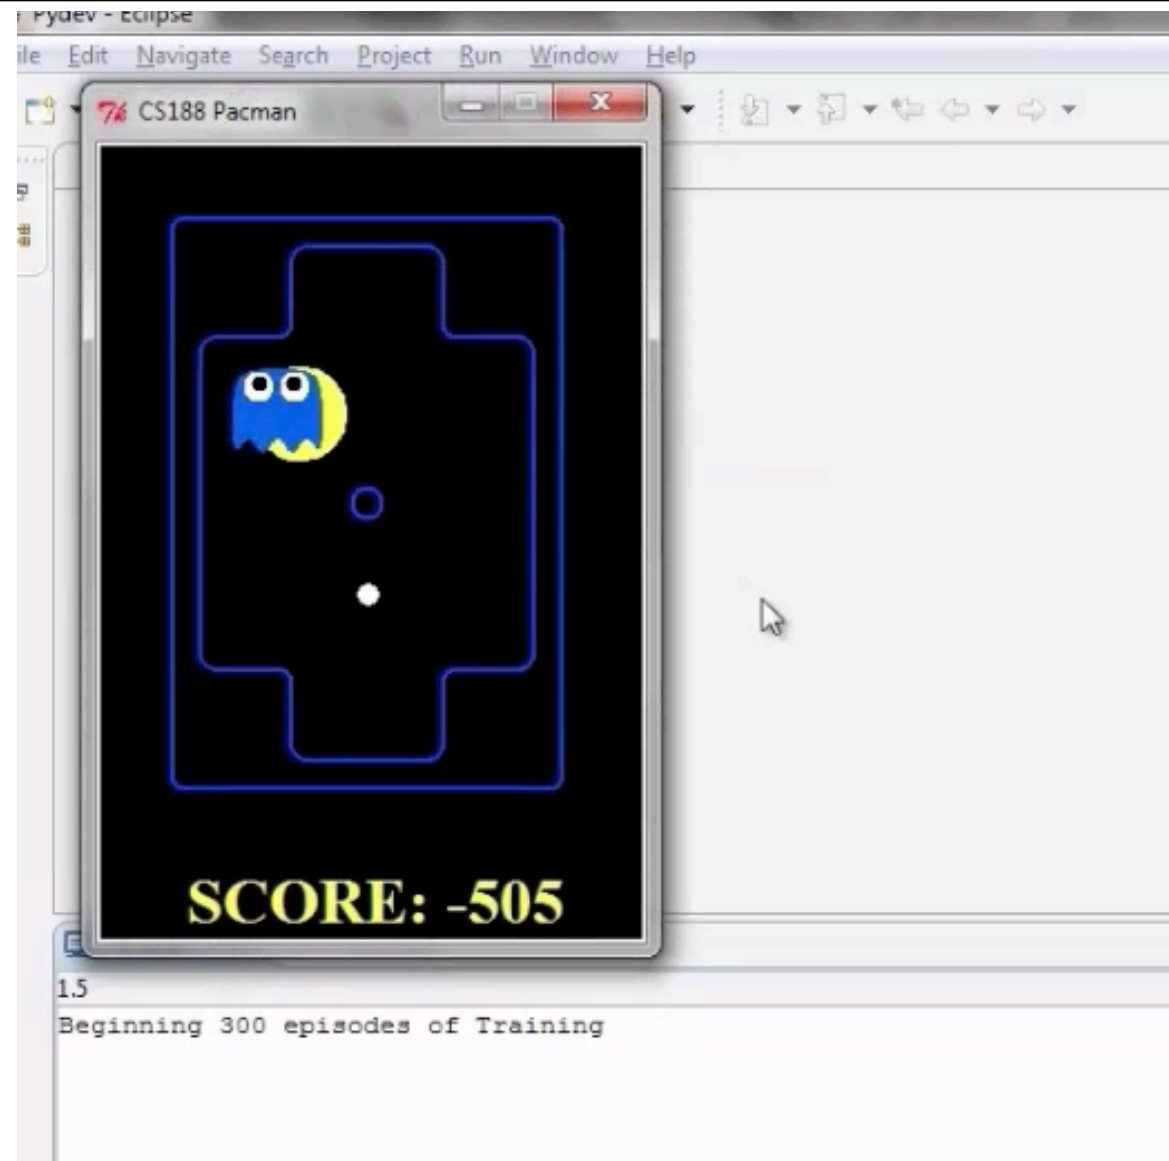 Pydev - Eclipse
ile Edit Navigate Search Project Run Window Help
CS188 Pacman
SCORE: -505
1.5
Beginning 300 episodes of Training